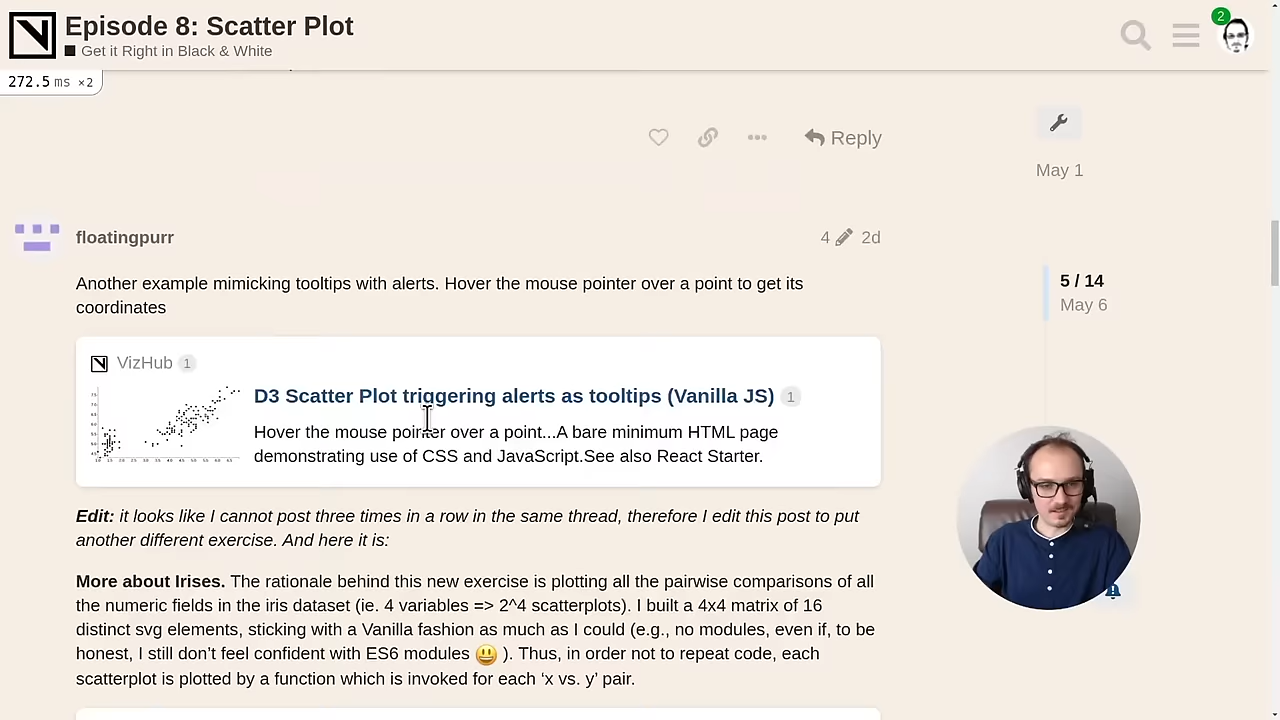 Episode 8: Scatter Plot
Get it Right in Black & White
2
272.5 ms ×2
Reply
May 1
floatingpurr
4 2d
Another example mimicking tooltips with alerts. Hover the mouse pointer over a point to get its
coordinates
5 / 14
May 6
VizHub 1
D3 Scatter Plot triggering alerts as tooltips (Vanilla JS) 1
Hover the mouse pointer over a point...A bare minimum HTML page
demonstrating use of CSS and JavaScript.See also React Starter.
Edit: it looks like I cannot post three times in a row in the same thread, therefore I edit this post to put
another different exercise. And here it is:
More about Irises. The rationale behind this new exercise is plotting all the pairwise comparisons of all
the numeric fields in the iris dataset (ie. 4 variables => 2^4 scatterplots). I built a 4x4 matrix of 16
distinct svg elements, sticking with a Vanilla fashion as much as I could (e.g., no modules, even if, to be
honest, I still don't feel confident with ES6 modules 😃 ). Thus, in order not to repeat code, each
scatterplot is plotted by a function which is invoked for each ‘x vs. y’ pair.